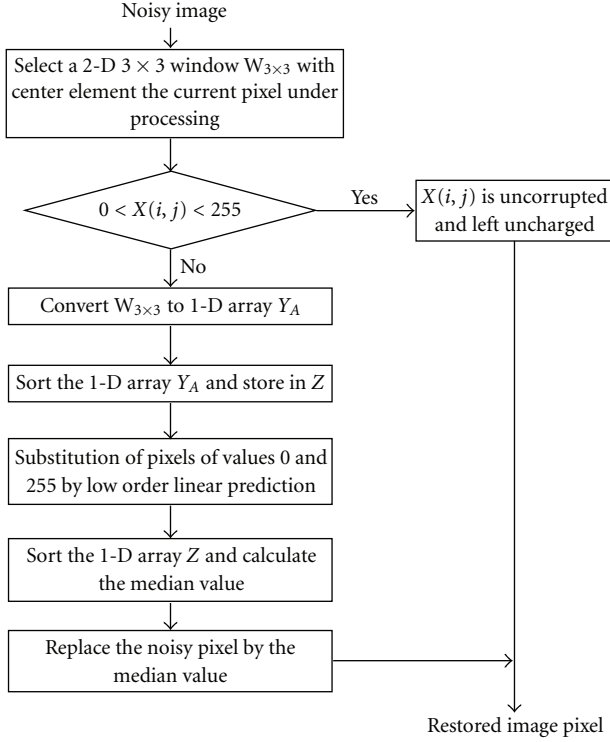 Noisy image
Select a 2-D 3 × 3 window W₃×₃ with
center element the current pixel under
processing
0 < X(i, j) < 255
Yes
X(i, j) is uncorrupted
and left uncharged
No
Convert W₃×₃ to 1-D array Y_A
Sort the 1-D array Y_A and store in Z
Substitution of pixels of values 0 and
255 by low order linear prediction
Sort the 1-D array Z and calculate
the median value
Replace the noisy pixel by the
median value
Restored image pixel